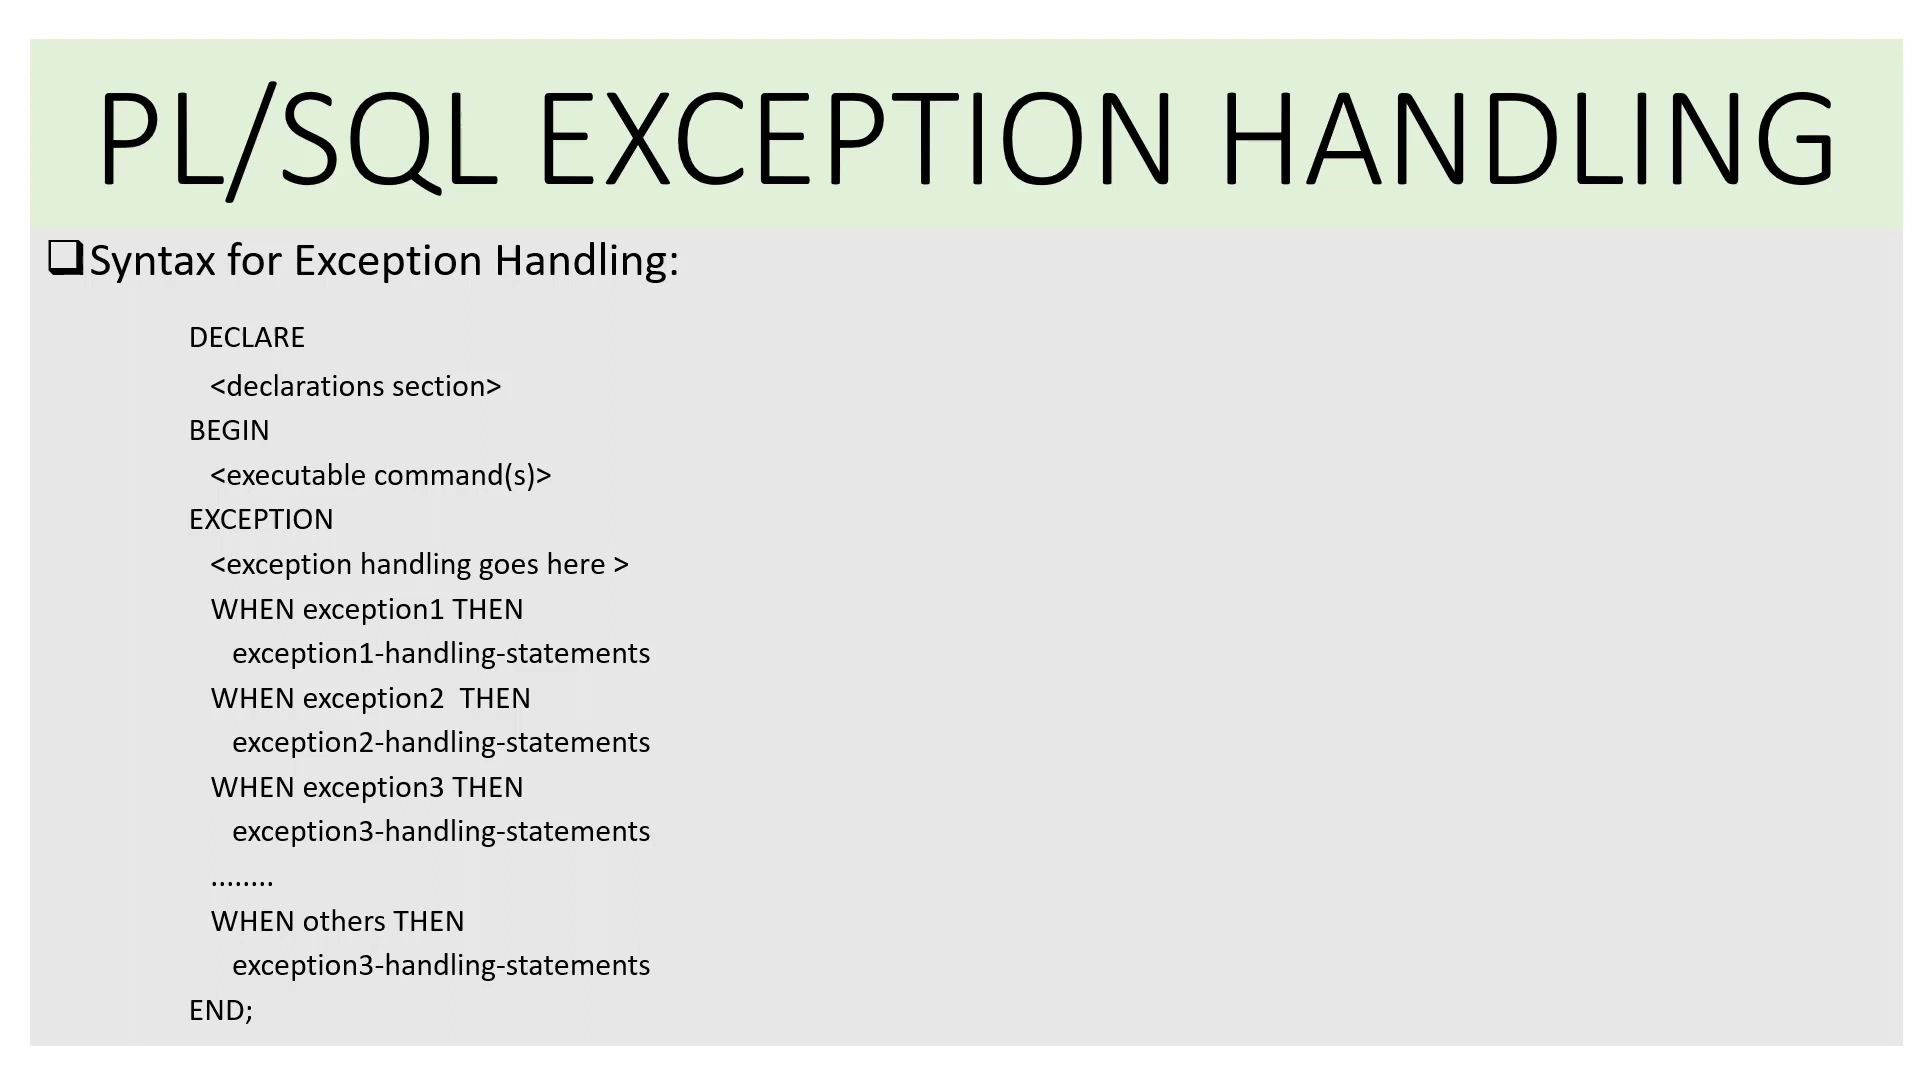 PL/SQL EXCEPTION HANDLING
Syntax for Exception Handling:
DECLARE
<declarations section>
BEGIN
<executable command(s)>
EXCEPTION
<exception handling goes here >
WHEN exception1 THEN
exception1-handling-statements
WHEN exception2  THEN
exception2-handling-statements
WHEN exception3 THEN
exception3-handling-statements
........
WHEN others THEN
exception3-handling-statements
END;